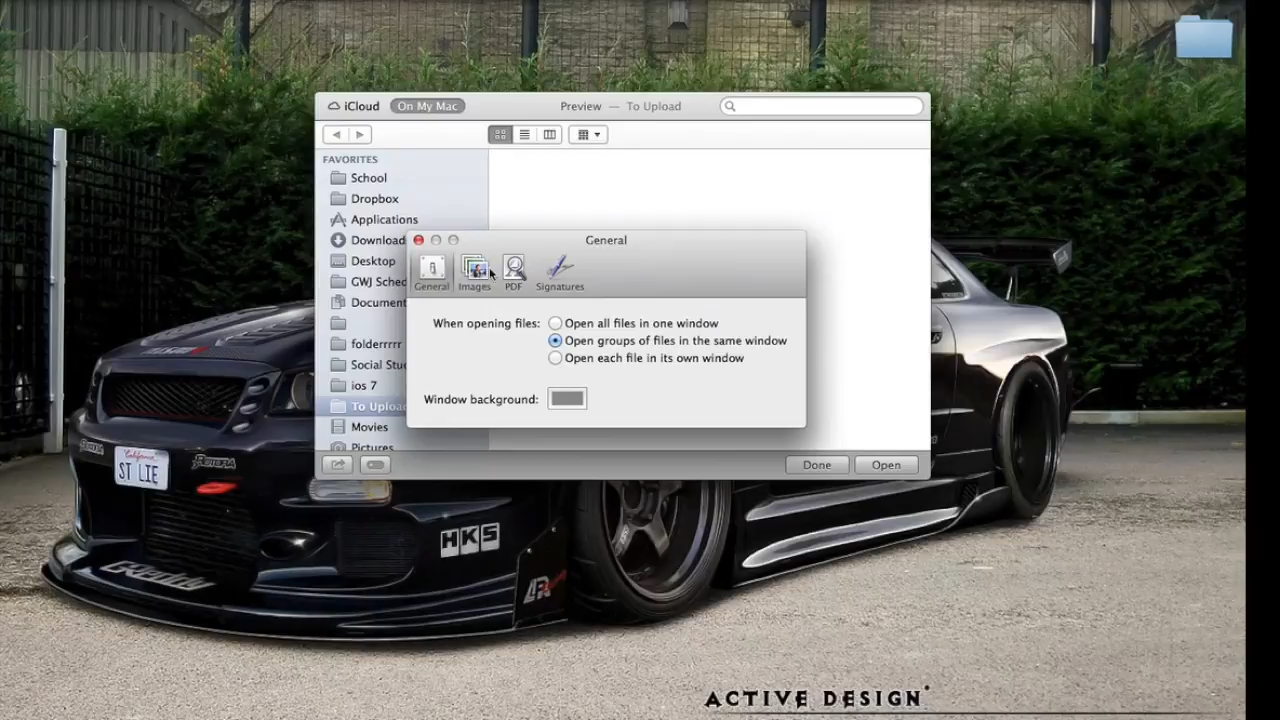 iCloud On My Mac Preview — To Upload
FAVORITES
School
Dropbox
Applications
Download
Desktop
GWJ Sched
Document
folderrrrr
Social Stu
ios 7
To Upload
Movies
Pictures
Done Open
General
General Images PDF Signatures
When opening files: Open all files in one window
Open groups of files in the same window
Open each file in its own window
Window background:
California
ST LIE
HKS
GReddy
ACTIVE DESIGN